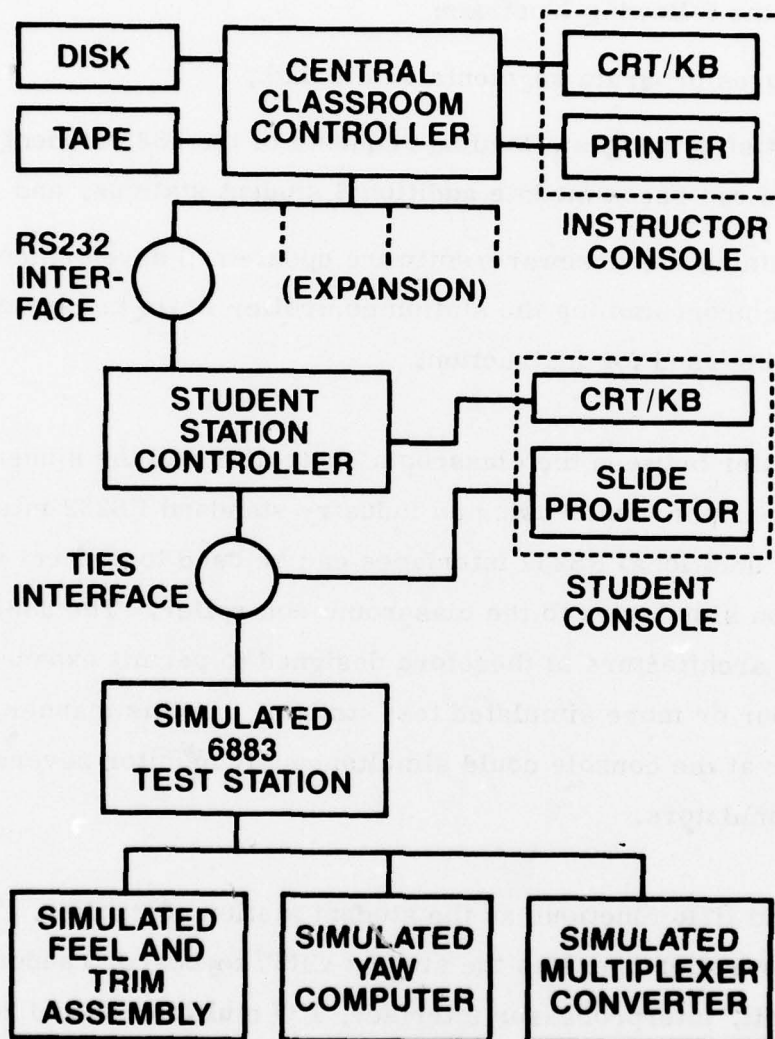 DISK
TAPE
CENTRAL
CLASSROOM
CONTROLLER
CRT/KB
PRINTER
INSTRUCTOR
CONSOLE
RS232
INTER-
FACE
(EXPANSION)
STUDENT
STATION
CONTROLLER
CRT/KB
SLIDE
PROJECTOR
STUDENT
CONSOLE
TIES
INTERFACE
SIMULATED
6883
TEST STATION
SIMULATED
FEE AND
TRIM
ASSEMBLY
SIMULATED
YAW
COMPUTER
SIMULATED
MULTIPLEXER
CONVERTER